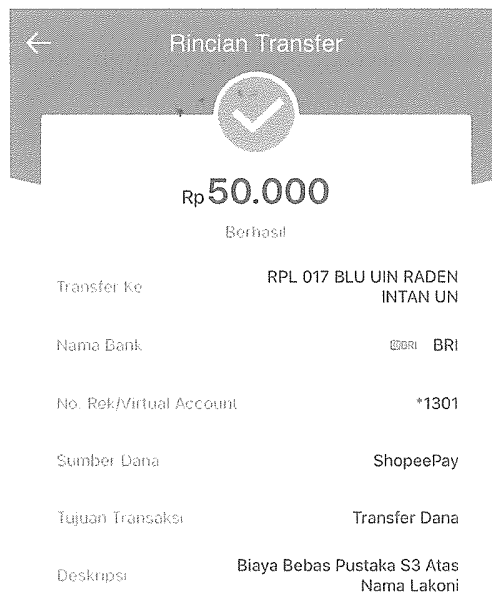 Rincian Transfer
Rp50.000
Berhasil
Transfer Ke
RPL 017 BLU UIN RADEN
INTAN UN
Nama Bank
BRI BRI
No. Rek/Virtual Account
*1301
Sumber Dana
ShopeePay
Tujuan Transaksi
Transfer Dana
Deskripsi
Biaya Bebas Pustaka S3 Atas
Nama Lakoni